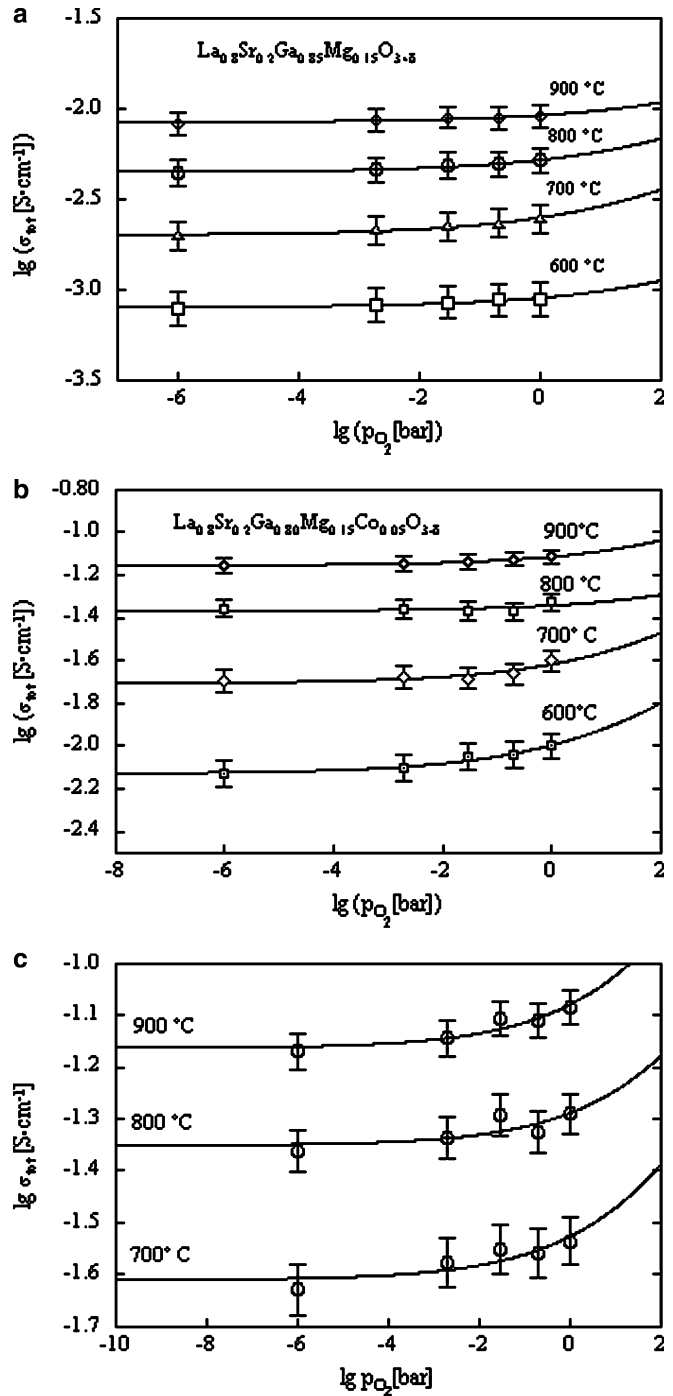 a
-1.5
La₀.₈Sr₀.₂Ga₀.₈₅Mg₀.₁₅O₃₋δ
900 °C
-2.0
800 °C
-2.5
700 °C
-3.0
600 °C
-3.5
-6 -4 -2 0 2
lg (pO₂[bar])
lg (σtot [S·cm⁻¹])
b
-0.80
La₀.₈Sr₀.₂Ga₀.₈₀Mg₀.₁₅Co₀.₀₅O₃₋δ
-1.0
900°C
-1.2
800 °C
-1.4
700° C
-1.6
-1.8
600°C
-2.0
-2.2
-2.4
-8 -6 -4 -2 0 2
lg (pO₂[bar])
lg (σtot [S·cm⁻¹])
c
-1.0
-1.1
900 °C
-1.2
-1.3
800 °C
-1.4
-1.5
700° C
-1.6
-1.7
-10 -8 -6 -4 -2 0 2
lg pO₂[bar]
lg σtot [S·cm⁻¹]